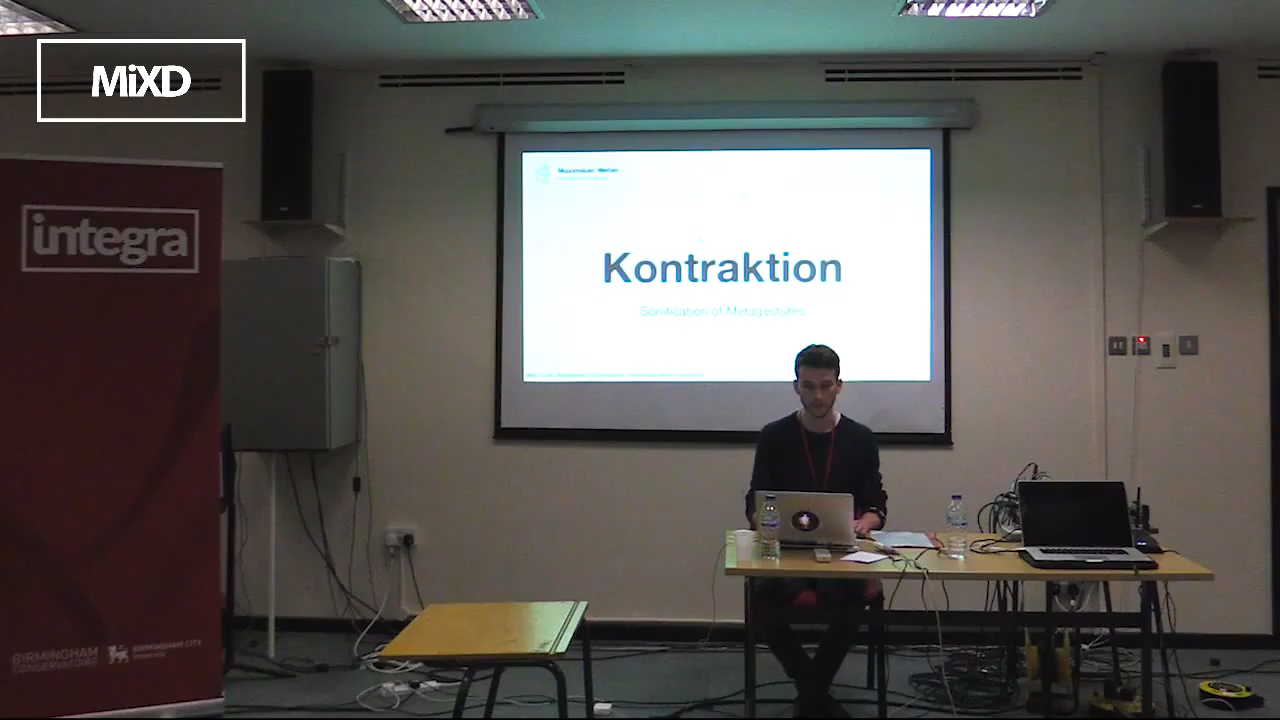 MiXD
integra
Kontraktion
Sonification of Metagestures
BIRMINGHAM
CONSERVATOIRE
BIRMINGHAM CITY
University